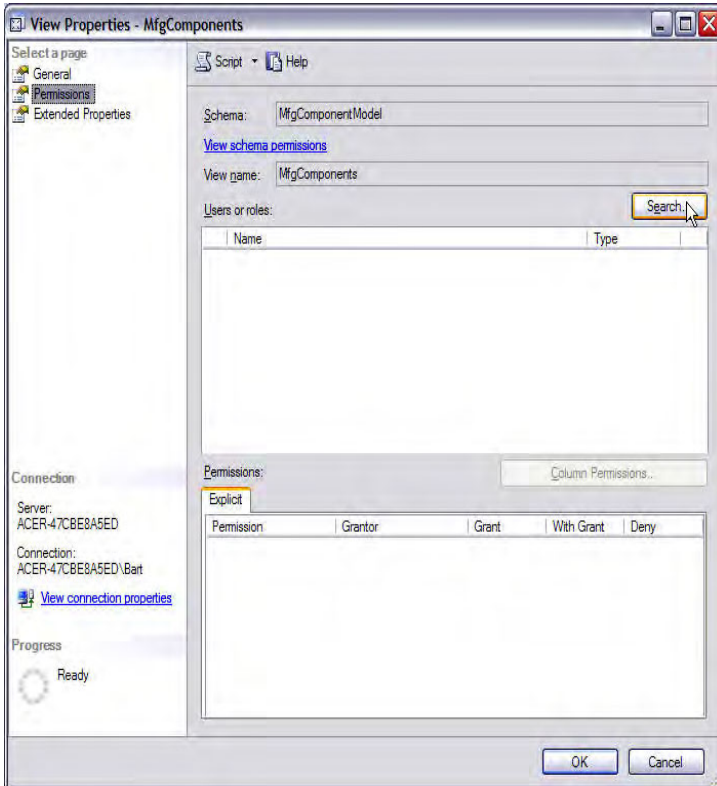 View Properties - MfgComponents
Select a page
General
Permissions
Extended Properties
Script Help
Schema: MfgComponentModel
View schema permissions
View name: MfgComponents
Users or roles: Search...
Name Type
Connection
Server:
ACER-47CBE8A5ED
Connection:
ACER-47CBE8A5ED\Bart
View connection properties
Progress
Ready
Permissions: Column Permissions...
Explicit
Permission Grantor Grant With Grant Deny
OK Cancel